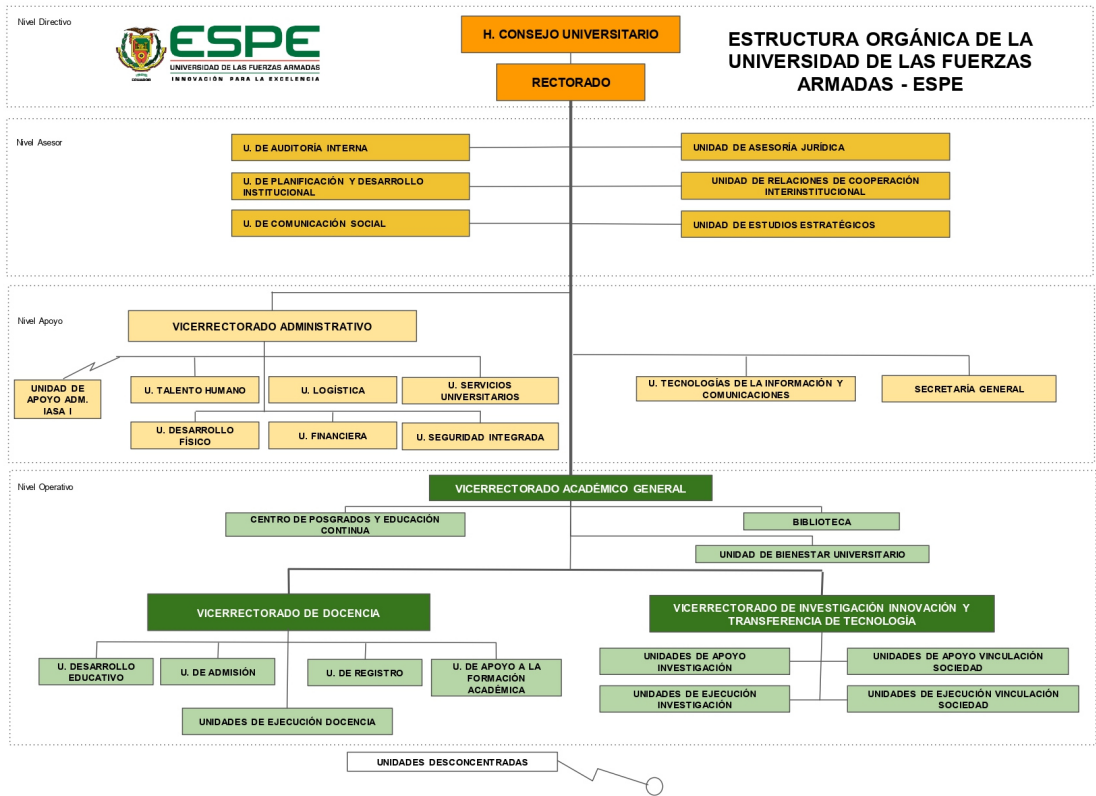 Nivel Directivo
ESPE
UNIVERSIDAD DE LAS FUERZAS ARMADAS
INNOVACIÓN PARA LA EXCELENCIA
ECUADOR
H. CONSEJO UNIVERSITARIO
RECTORADO
ESTRUCTURA ORGÁNICA DE LA
UNIVERSIDAD DE LAS FUERZAS
ARMADAS - ESPE
Nivel Asesor
U. DE AUDITORÍA INTERNA
UNIDAD DE ASESORÍA JURÍDICA
U. DE PLANIFICACIÓN Y DESARROLLO
INSTITUCIONAL
UNIDAD DE RELACIONES DE COOPERACIÓN
INTERINSTITUCIONAL
U. DE COMUNICACIÓN SOCIAL
UNIDAD DE ESTUDIOS ESTRATÉGICOS
Nivel Apoyo
VICERRECTORADO ADMINISTRATIVO
UNIDAD DE
APOYO ADM.
IASA I
U. TALENTO HUMANO
U. LOGÍSTICA
U. SERVICIOS
UNIVERSITARIOS
U. TECNOLOGÍAS DE LA INFORMACIÓN Y
COMUNICACIONES
SECRETARÍA GENERAL
U. DESARROLLO
FÍSICO
U. FINANCIERA
U. SEGURIDAD INTEGRADA
Nivel Operativo
VICERRECTORADO ACADÉMICO GENERAL
CENTRO DE POSGRADOS Y EDUCACIÓN
CONTINUA
BIBLIOTECA
UNIDAD DE BIENESTAR UNIVERSITARIO
VICERRECTORADO DE DOCENCIA
VICERRECTORADO DE INVESTIGACIÓN INNOVACIÓN Y
TRANSFERENCIA DE TECNOLOGÍA
U. DESARROLLO
EDUCATIVO
U. DE ADMISIÓN
U. DE REGISTRO
U. DE APOYO A LA
FORMACIÓN
ACADÉMICA
UNIDADES DE APOYO
INVESTIGACIÓN
UNIDADES DE APOYO VINCULACIÓN
SOCIEDAD
UNIDADES DE EJECUCIÓN
INVESTIGACIÓN
UNIDADES DE EJECUCIÓN VINCULACIÓN
SOCIEDAD
UNIDADES DE EJECUCIÓN DOCENCIA
UNIDADES DESCONCENTRADAS